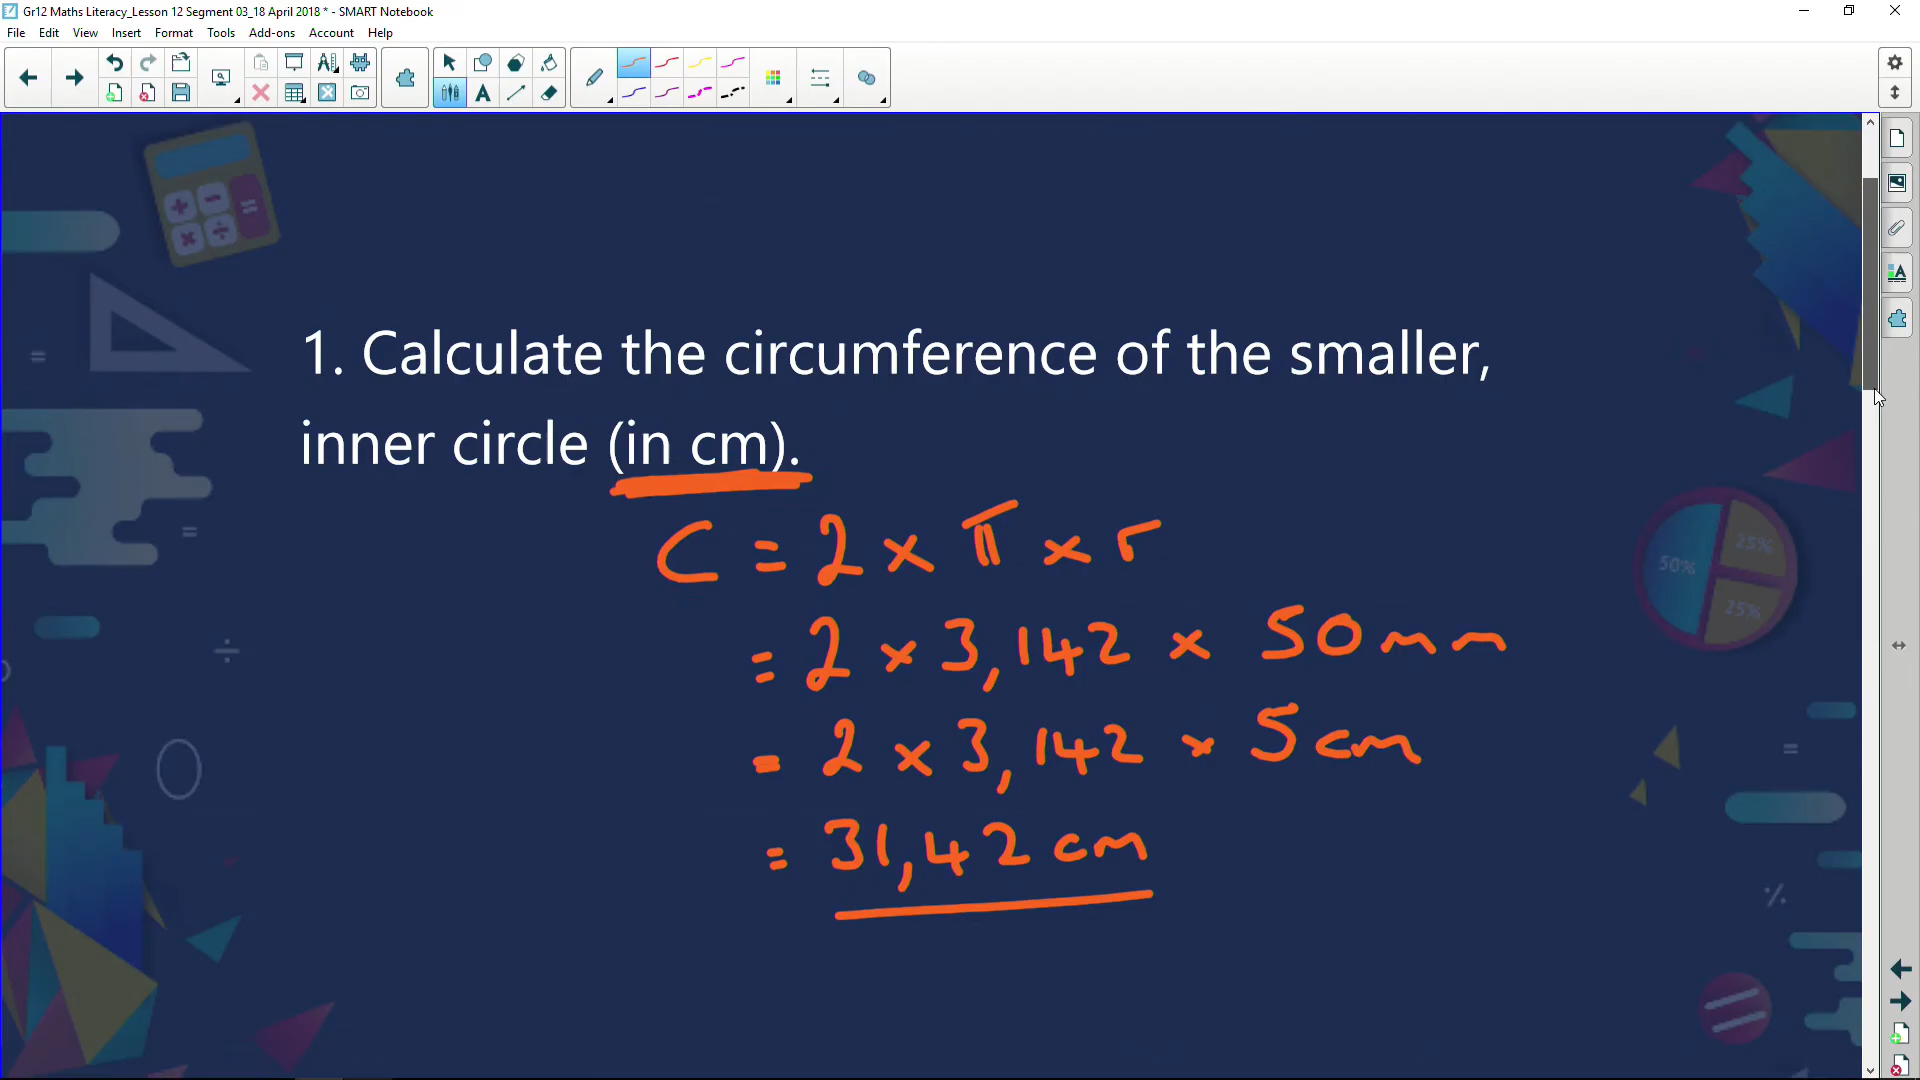 Gr12 Maths Literacy_Lesson 12 Segment 03_18 April 2018 * - SMART Notebook
File Edit View Insert Format Tools Add-ons Account Help
1. Calculate the circumference of the smaller,
inner circle (in cm).
C = 2 × π × r
= 2 × 3,142 × 50mm
= 2 × 3,142 × 5cm
= 31,42 cm
50%
25%
25%